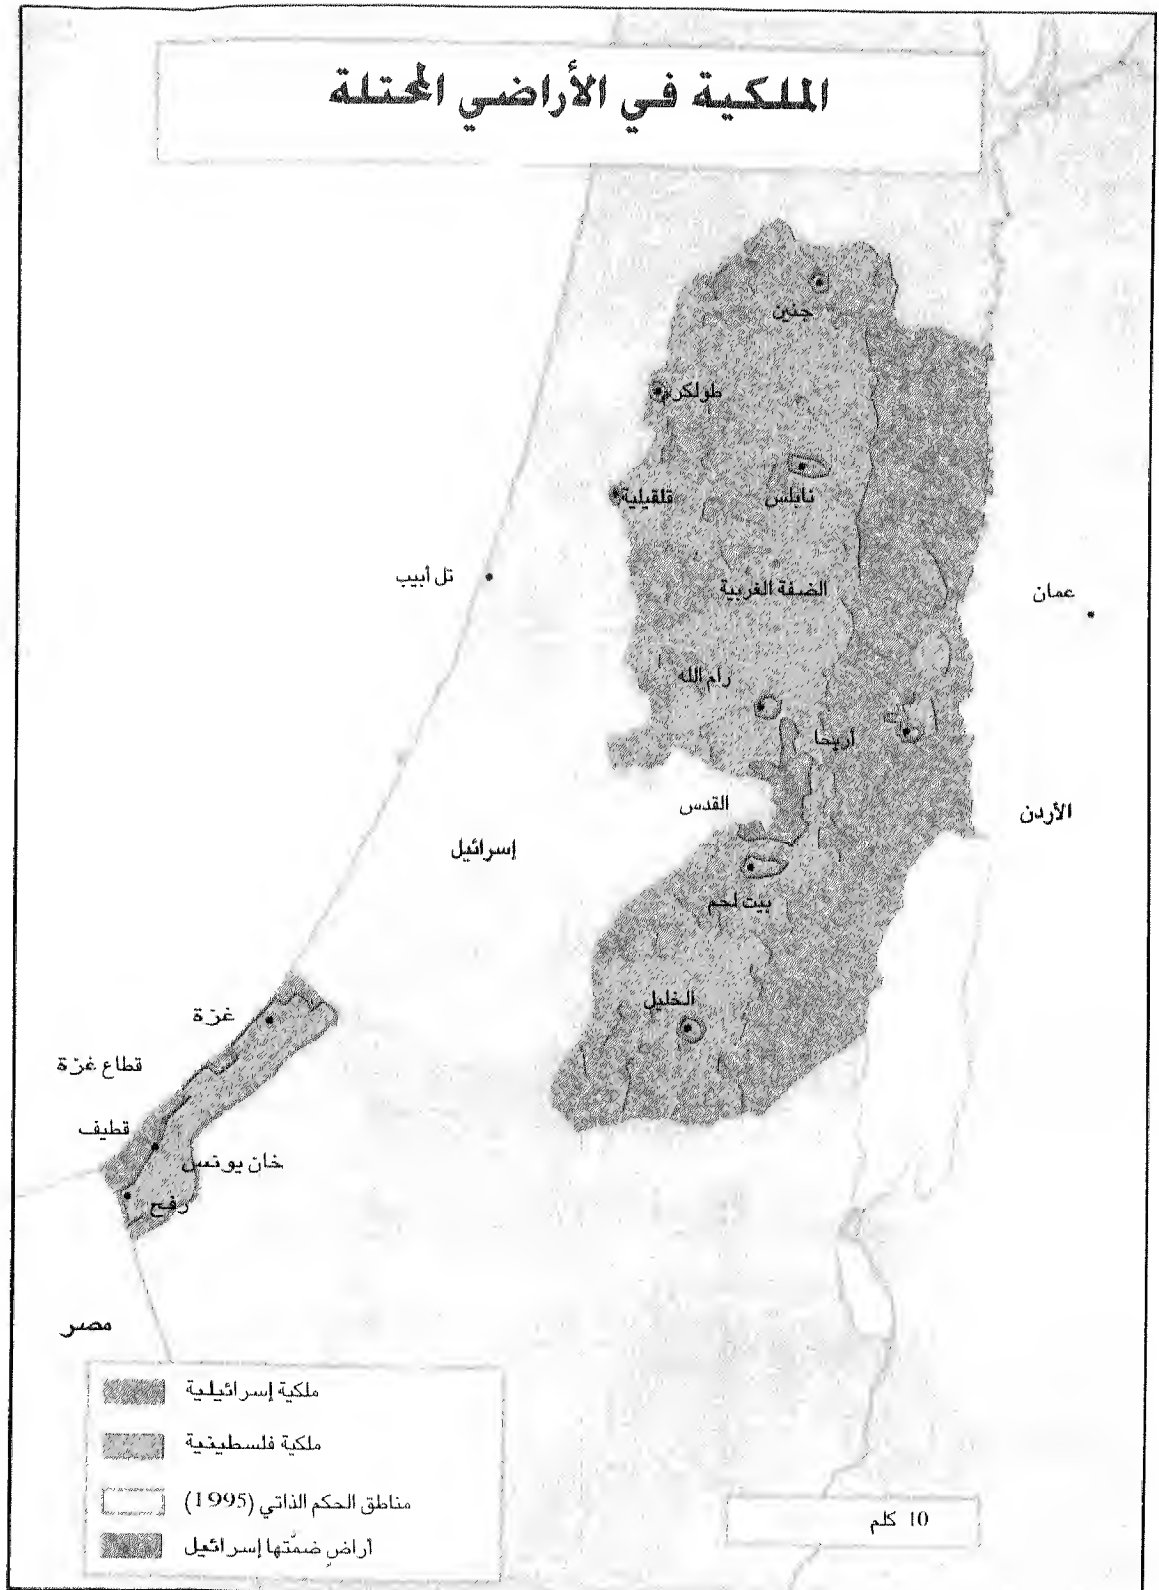 الملكية في الأراضي المحتلة
جنين
طولكرم
نابلس
قلقيلية
تل أبيب
الضفة الغربية
عمان
رام الله
أريحا
القدس
الأردن
إسرائيل
بيت لحم
الخليل
غزة
قطاع غزة
قطيف
خان يونس
رفح
مصر
ملكية إسرائيلية
ملكية فلسطينية
مناطق الحكم الذاتي (1995)
أراضٍ ضمّتها إسرائيل
10 كلم